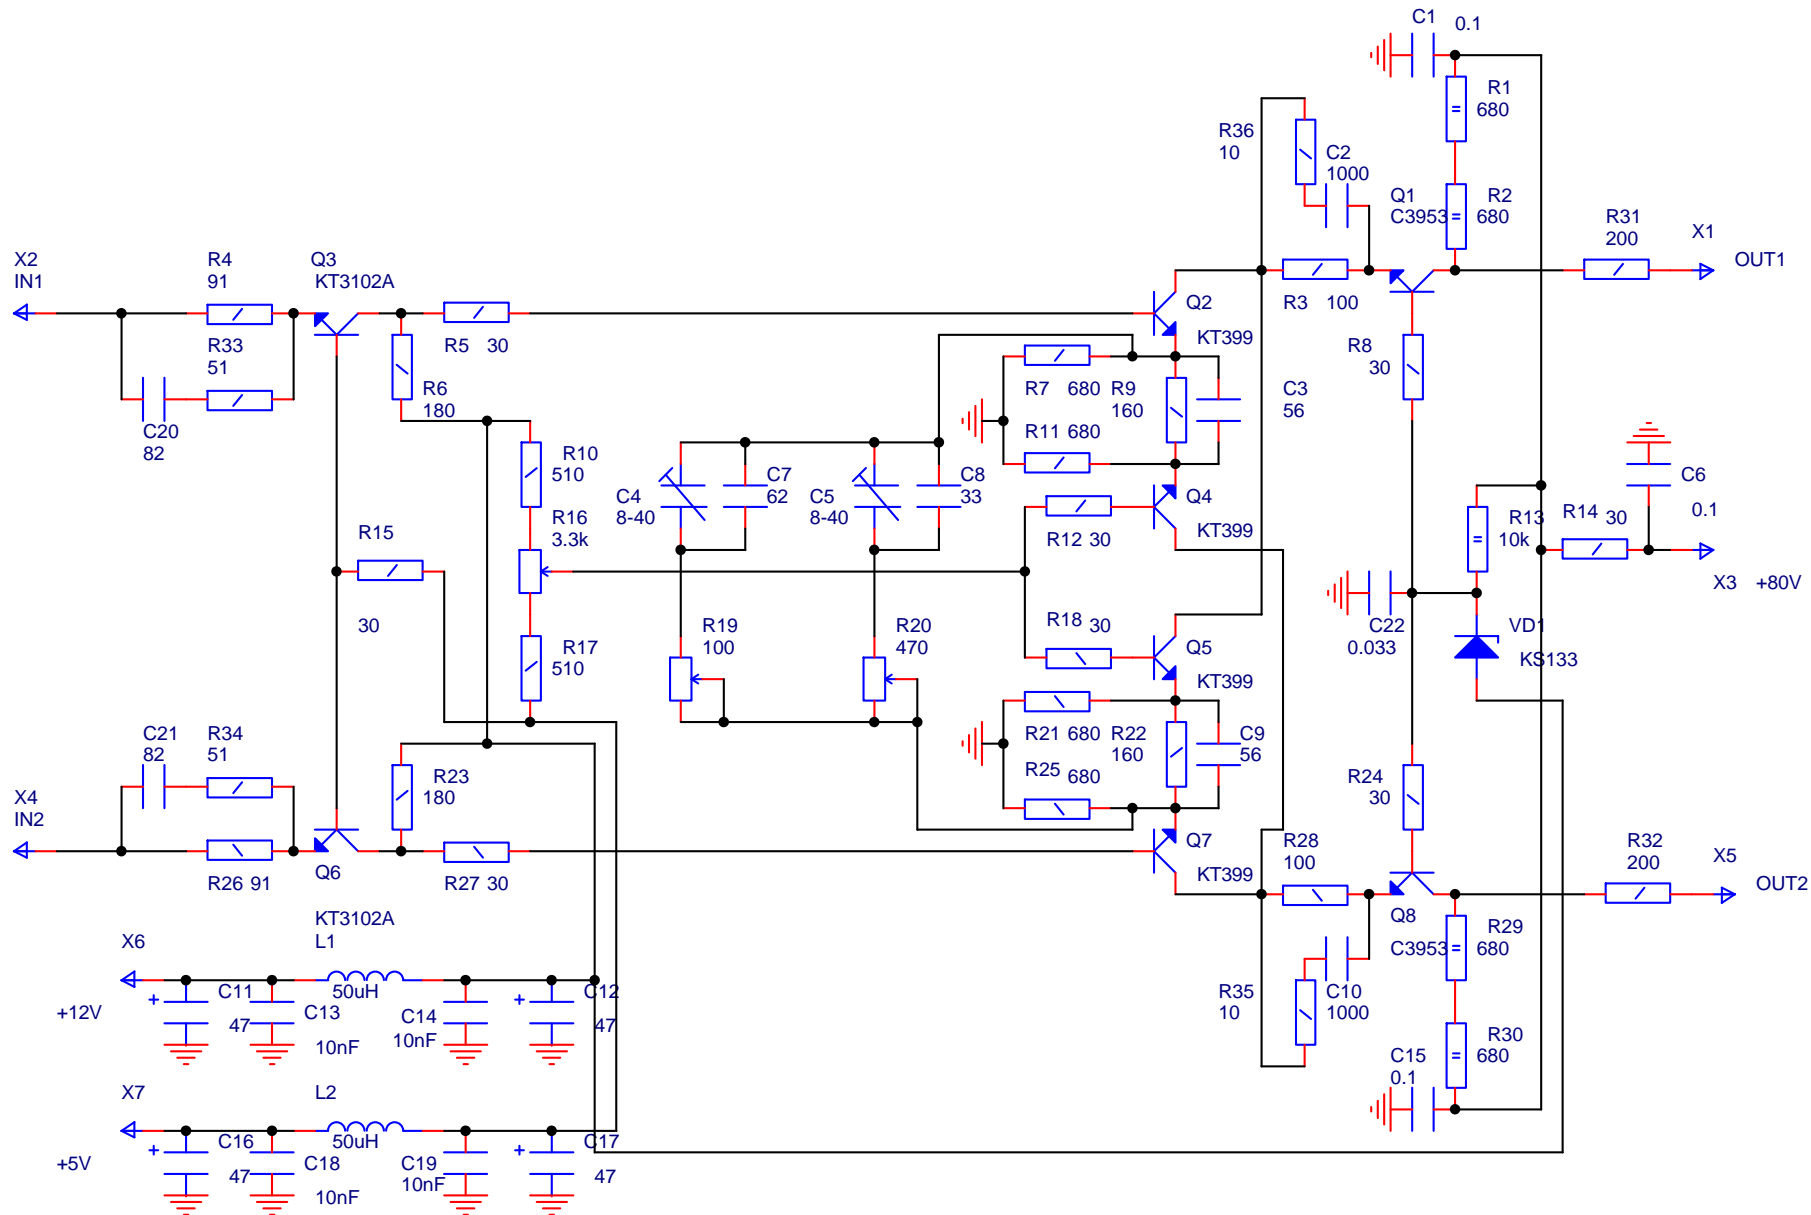 C1 0.1
R1
680
R36
10
C2
1000
Q1
C3953
R2
680
R31
200
X1
OUT1
X2
IN1
R4
91
Q3
KT3102A
R33
51
C20
82
R5 30
R6
180
Q2
KT399
R3 100
R8
30
R7 680
R9
160
C3
56
R11 680
R10
510
C4
8-40
C7
62
C5
8-40
C8
33
Q4
KT399
R12 30
R16
3.3k
R15
30
R13
10k
R14 30
C6
0.1
X3 +80V
R17
510
R19
100
R20
470
R18 30
Q5
KT399
C22
0.033
VD1
KS133
R21 680
R22
160
C9
56
R25 680
C21
82
R34
51
R23
180
R24
30
X4
IN2
R26 91
Q6
KT3102A
R27 30
Q7
KT399
R28
100
Q8
C3953
R32
200
X5
OUT2
R29
680
R35
10
C10
1000
R30
680
C15
0.1
X6
+12V
L1
50uH
+
C11
47
C13
10nF
C14
10nF
+
C12
47
X7
+5V
L2
50uH
+
C16
47
C18
10nF
C19
10nF
+
C17
47